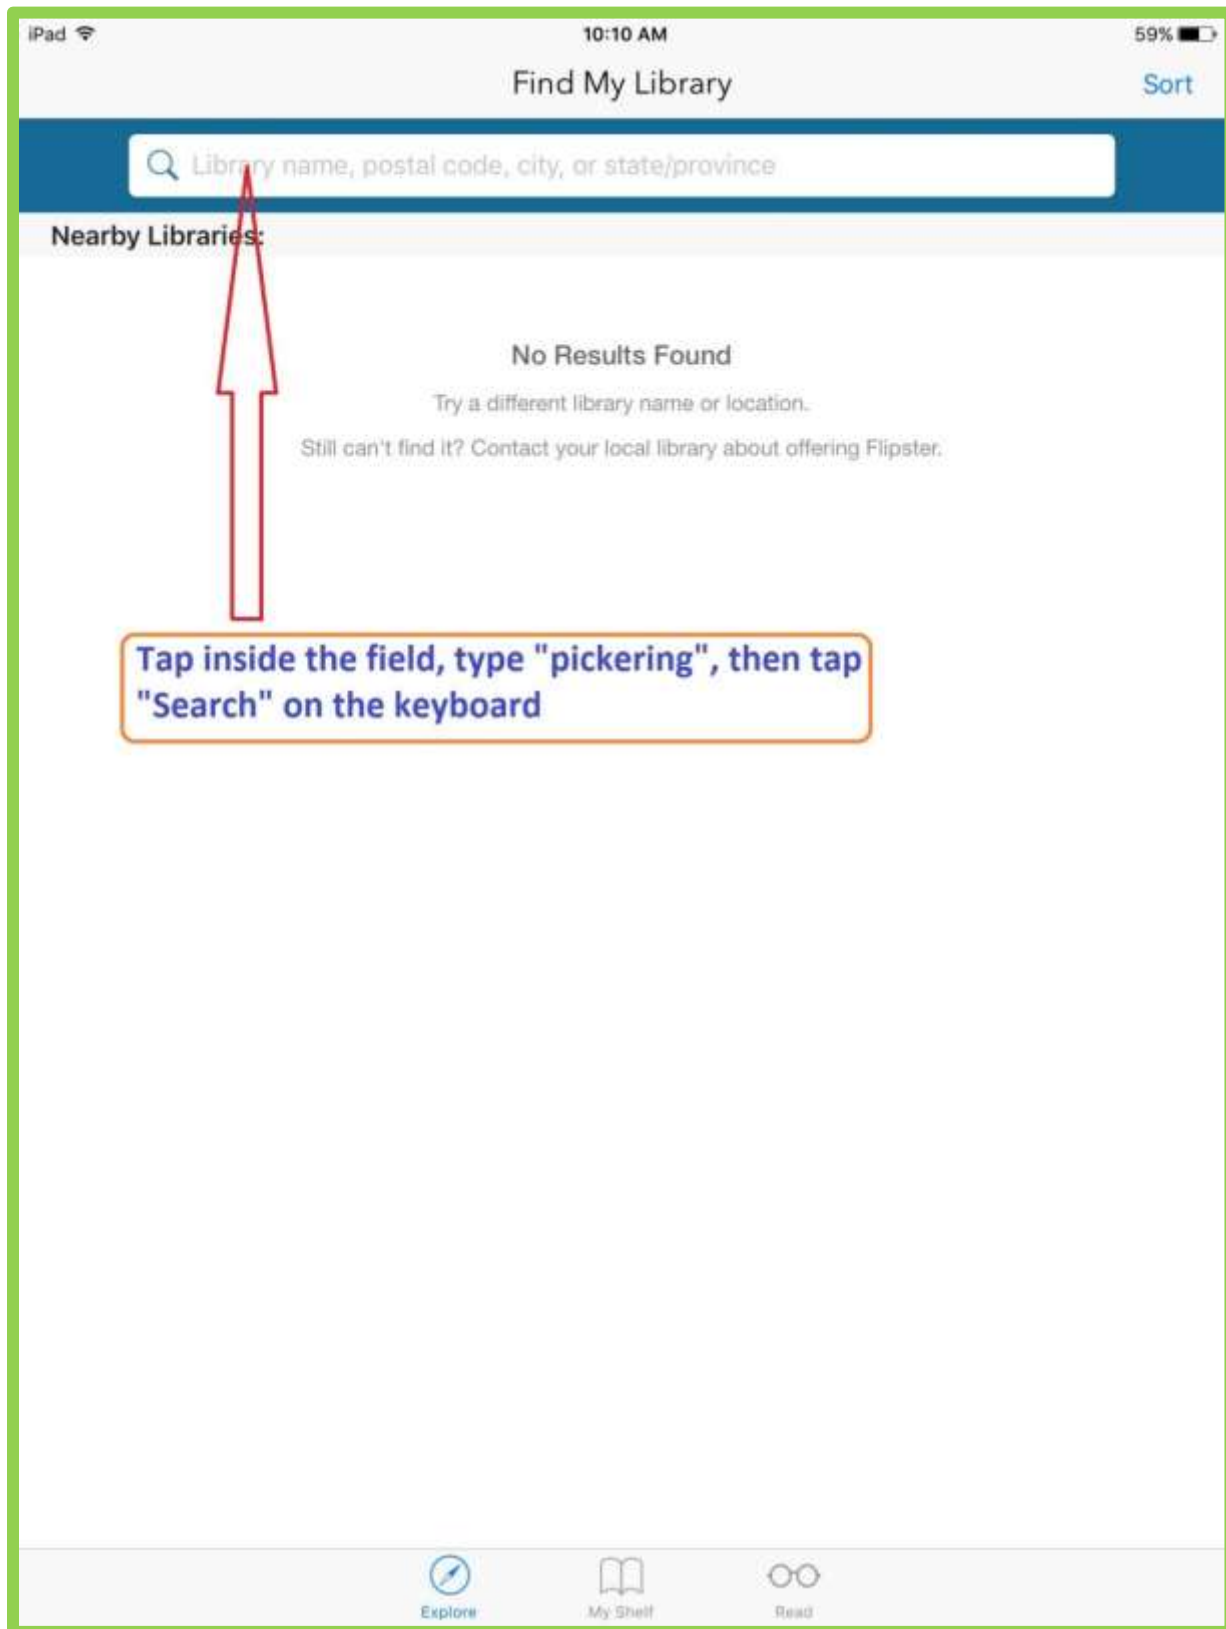 iPad 10:10 AM 59%
Find My Library Sort
Library name, postal code, city, or state/province
Nearby Libraries:
No Results Found
Try a different library name or location.
Still can't find it? Contact your local library about offering Flipster.
Tap inside the field, type "pickering", then tap
"Search" on the keyboard
Explore My Shelf Read